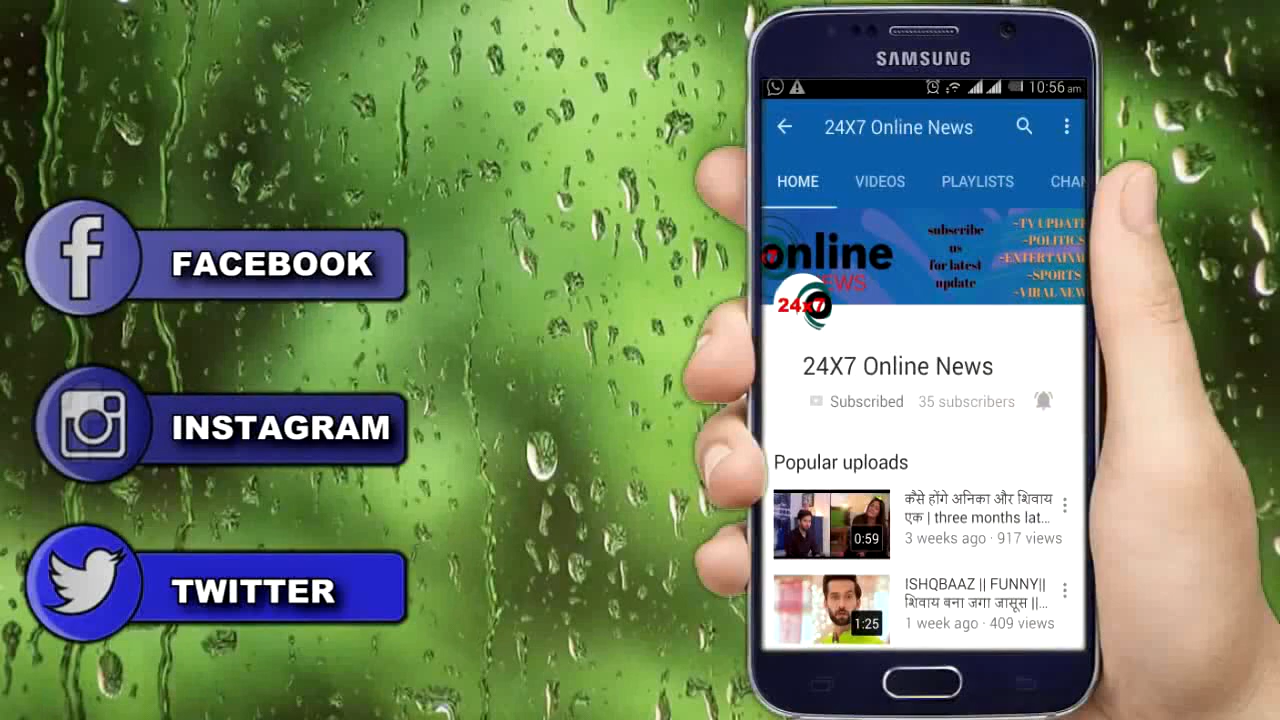 FACEBOOK
INSTAGRAM
TWITTER
SAMSUNG
10:56 am
24X7 Online News
HOME VIDEOS PLAYLISTS CHAN
online
EWS
24x7
subscribe
us
for latest
update
~TV UPDATE
~POLITICS
~ENTERTAINM
~SPORTS
~VIRAL NEW
24X7 Online News
Subscribed 35 subscribers
Popular uploads
0:59
कैसे होंगे अनिका और शिवाय
एक | three months lat...
3 weeks ago · 917 views
1:25
ISHQBAAZ || FUNNY||
शिवाय बना जगा जासूस ||...
1 week ago · 409 views